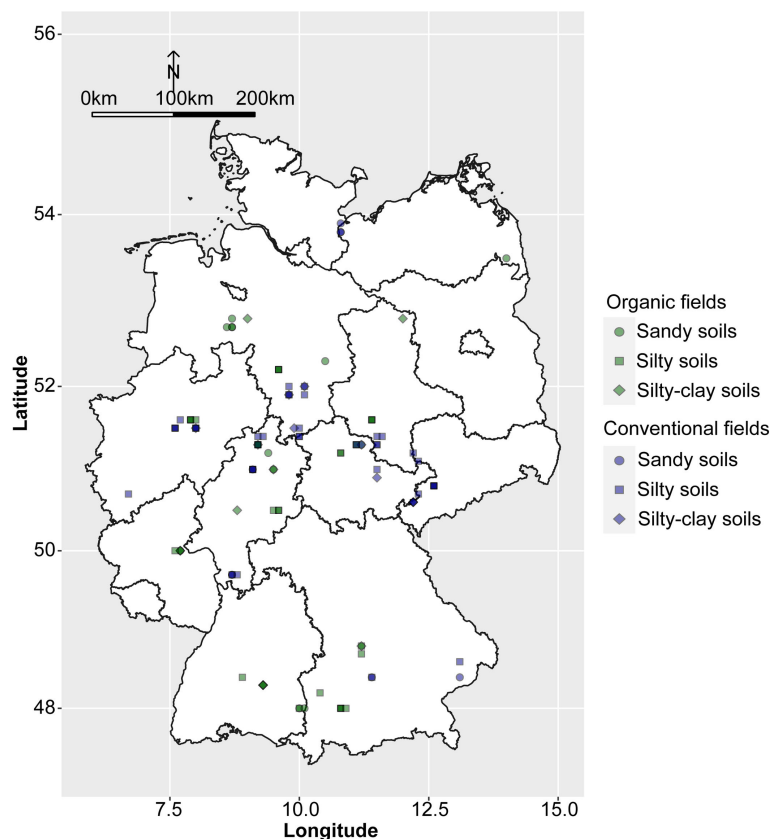 56
N
0km 100km 200km
54
52
50
48
Latitude
7.5 10.0 12.5 15.0
Longitude
Organic fields
Sandy soils
Silty soils
Silty-clay soils
Conventional fields
Sandy soils
Silty soils
Silty-clay soils